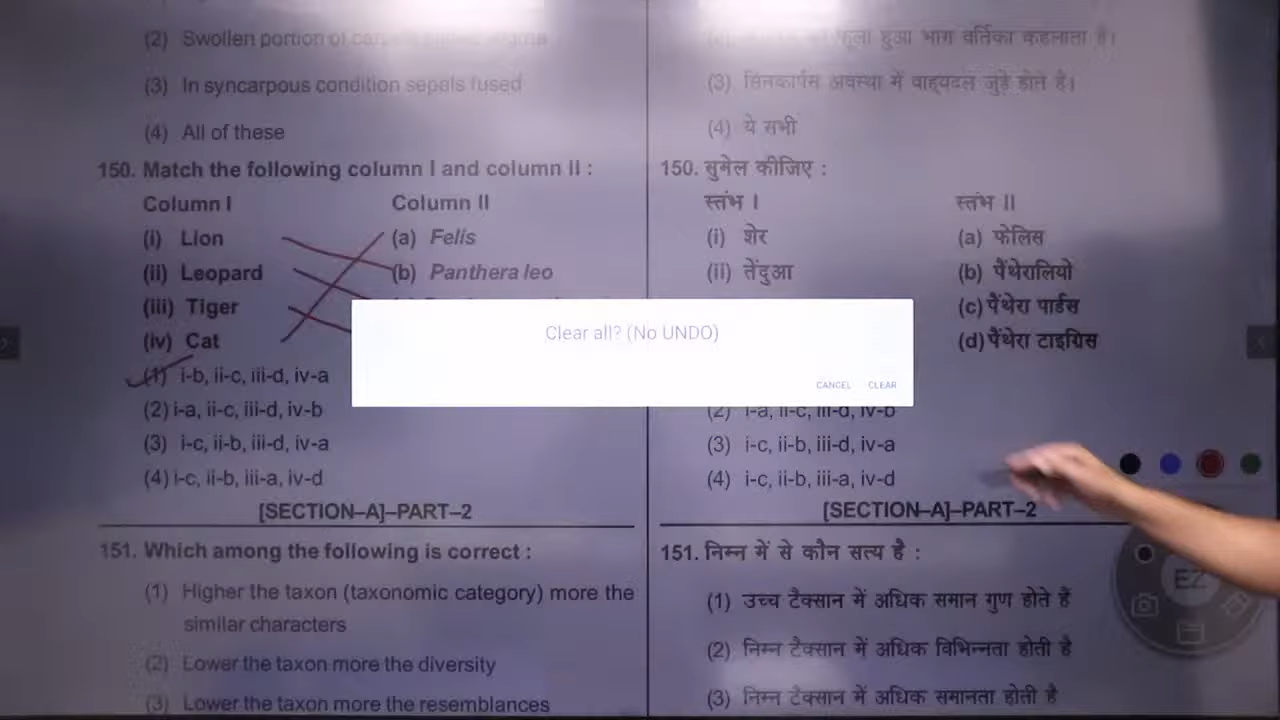 (2) Swollen portion of
(3) In syncarpous condition sepals fused
(4) All of these
150. Match the following column I and column II :
Column I Column II
(i) Lion (a) Felis
(ii) Leopard (b) Panthera leo
(iii) Tiger
(iv) Cat
(1) i-b, ii-c, iii-d, iv-a
(2) i-a, ii-c, iii-d, iv-b
(3) i-c, ii-b, iii-d, iv-a
(4) i-c, ii-b, iii-a, iv-d
[SECTION–A]–PART–2
151. Which among the following is correct :
(1) Higher the taxon (taxonomic category) more the
similar characters
(2) Lower the taxon more the diversity
(3) Lower the taxon more the resemblances
फूला हुआ भाग वर्तिका कहलाता है।
(3) सिनकार्पस अवस्था में वाह्यदल जुड़े होते है।
(4) ये सभी
150. सुमेल कीजिए :
स्तंभ I स्तंभ II
(i) शेर (a) फेलिस
(ii) तेंदुआ (b) पैंथेरालियो
(c) पैंथेरा पार्डस
(d) पैंथेरा टाइग्रिस
(2) i-a, ii-c, iii-d, iv-b
(3) i-c, ii-b, iii-d, iv-a
(4) i-c, ii-b, iii-a, iv-d
[SECTION–A]–PART–2
151. निम्न में से कौन सत्य है :
(1) उच्च टैक्सान में अधिक समान गुण होते हैं
(2) निम्न टैक्सान में अधिक विभिन्नता होती है
(3) निम्न टैक्सान में अधिक समानता होती है
Clear all? (No UNDO)
CANCEL CLEAR
EZ